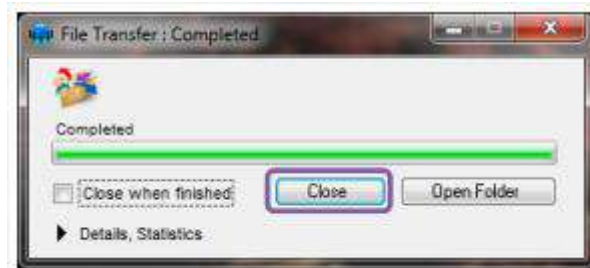 File Transfer : Completed
Completed
Close when finished
Close
Open Folder
Details, Statistics